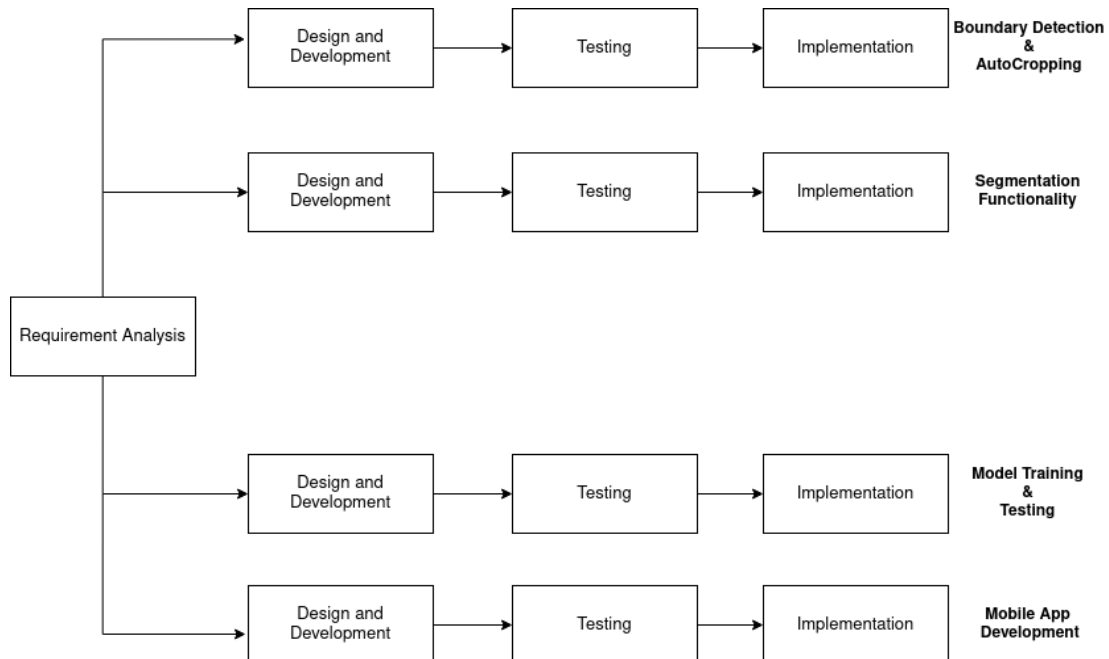 Design and
Development
Testing
Implementation
Boundary Detection
&
AutoCropping
Design and
Development
Testing
Implementation
Segmentation
Functionality
Requirement Analysis
Design and
Development
Testing
Implementation
Model Training
&
Testing
Design and
Development
Testing
Implementation
Mobile App
Development